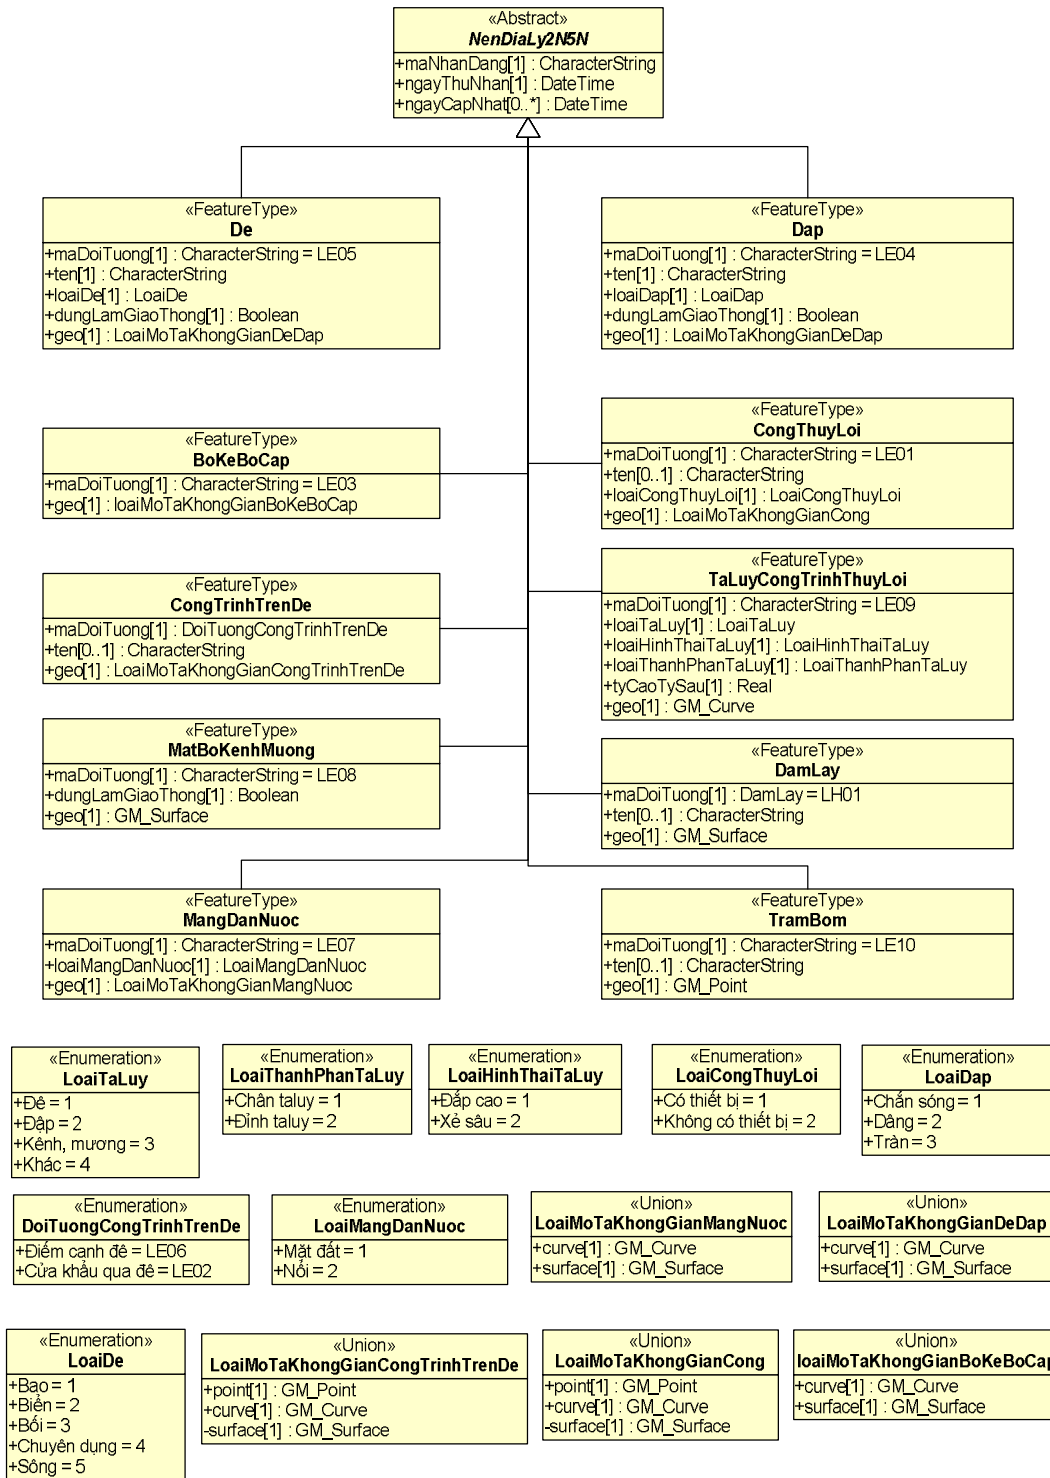 «Abstract»
NenDiaLy2N5N
+maNhanDang[1] : CharacterString
+ngayThuNhan[1] : DateTime
+ngayCapNhat[0..*] : DateTime
«FeatureType»
De
+maDoiTuong[1] : CharacterString = LE05
+ten[1] : CharacterString
+loaiDe[1] : LoaiDe
+dungLamGiaoThong[1] : Boolean
+geo[1] : LoaiMoTaKhongGianDeDap
«FeatureType»
Dap
+maDoiTuong[1] : CharacterString = LE04
+ten[1] : CharacterString
+loaiDap[1] : LoaiDap
+dungLamGiaoThong[1] : Boolean
+geo[1] : LoaiMoTaKhongGianDeDap
«FeatureType»
BoKeBoCap
+maDoiTuong[1] : CharacterString = LE03
+geo[1] : loaiMoTaKhongGianBoKeBoCap
«FeatureType»
CongThuyLoi
+maDoiTuong[1] : CharacterString = LE01
+ten[0..1] : CharacterString
+loaiCongThuyLoi[1] : LoaiCongThuyLoi
+geo[1] : LoaiMoTaKhongGianCong
«FeatureType»
CongTrinhTrenDe
+maDoiTuong[1] : DoiTuongCongTrinhTrenDe
+ten[0..1] : CharacterString
+geo[1] : LoaiMoTaKhongGianCongTrinhTrenDe
«FeatureType»
TaLuyCongTrinhThuyLoi
+maDoiTuong[1] : CharacterString = LE09
+loaiTaLuy[1] : LoaiTaLuy
+loaiHinhThaiTaLuy[1] : LoaiHinhThaiTaLuy
+loaiThanhPhanTaLuy[1] : LoaiThanhPhanTaLuy
+tyCaoTySau[1] : Real
+geo[1] : GM_Curve
«FeatureType»
MatBoKenhMuong
+maDoiTuong[1] : CharacterString = LE08
+dungLamGiaoThong[1] : Boolean
+geo[1] : GM_Surface
«FeatureType»
DamLay
+maDoiTuong[1] : DamLay = LH01
+ten[0..1] : CharacterString
+geo[1] : GM_Surface
«FeatureType»
MangDanNuoc
+maDoiTuong[1] : CharacterString = LE07
+loaiMangDanNuoc[1] : LoaiMangDanNuoc
+geo[1] : LoaiMoTaKhongGianMangNuoc
«FeatureType»
TramBom
+maDoiTuong[1] : CharacterString = LE10
+ten[0..1] : CharacterString
+geo[1] : GM_Point
«Enumeration»
LoaiTaLuy
+Đê = 1
+Đập = 2
+Kênh, mương = 3
+Khác = 4
«Enumeration»
LoaiThanhPhanTaLuy
+Chân taluy = 1
+Đỉnh taluy = 2
«Enumeration»
LoaiHinhThaiTaLuy
+Đắp cao = 1
+Xẻ sâu = 2
«Enumeration»
LoaiCongThuyLoi
+Có thiết bị = 1
+Không có thiết bị = 2
«Enumeration»
LoaiDap
+Chắn sóng = 1
+Dâng = 2
+Tràn = 3
«Enumeration»
DoiTuongCongTrinhTrenDe
+Điếm canh đê = LE06
+Cửa khẩu qua đê = LE02
«Enumeration»
LoaiMangDanNuoc
+Mặt đất = 1
+Nổi = 2
«Union»
LoaiMoTaKhongGianMangNuoc
+curve[1] : GM_Curve
+surface[1] : GM_Surface
«Union»
LoaiMoTaKhongGianDeDap
+curve[1] : GM_Curve
+surface[1] : GM_Surface
«Enumeration»
LoaiDe
+Bao = 1
+Biển = 2
+Bối = 3
+Chuyên dụng = 4
+Sông = 5
«Union»
LoaiMoTaKhongGianCongTrinhTrenDe
+point[1] : GM_Point
+curve[1] : GM_Curve
-surface[1] : GM_Surface
«Union»
LoaiMoTaKhongGianCong
+point[1] : GM_Point
+curve[1] : GM_Curve
-surface[1] : GM_Surface
«Union»
loaiMoTaKhongGianBoKeBoCap
+curve[1] : GM_Curve
+surface[1] : GM_Surface